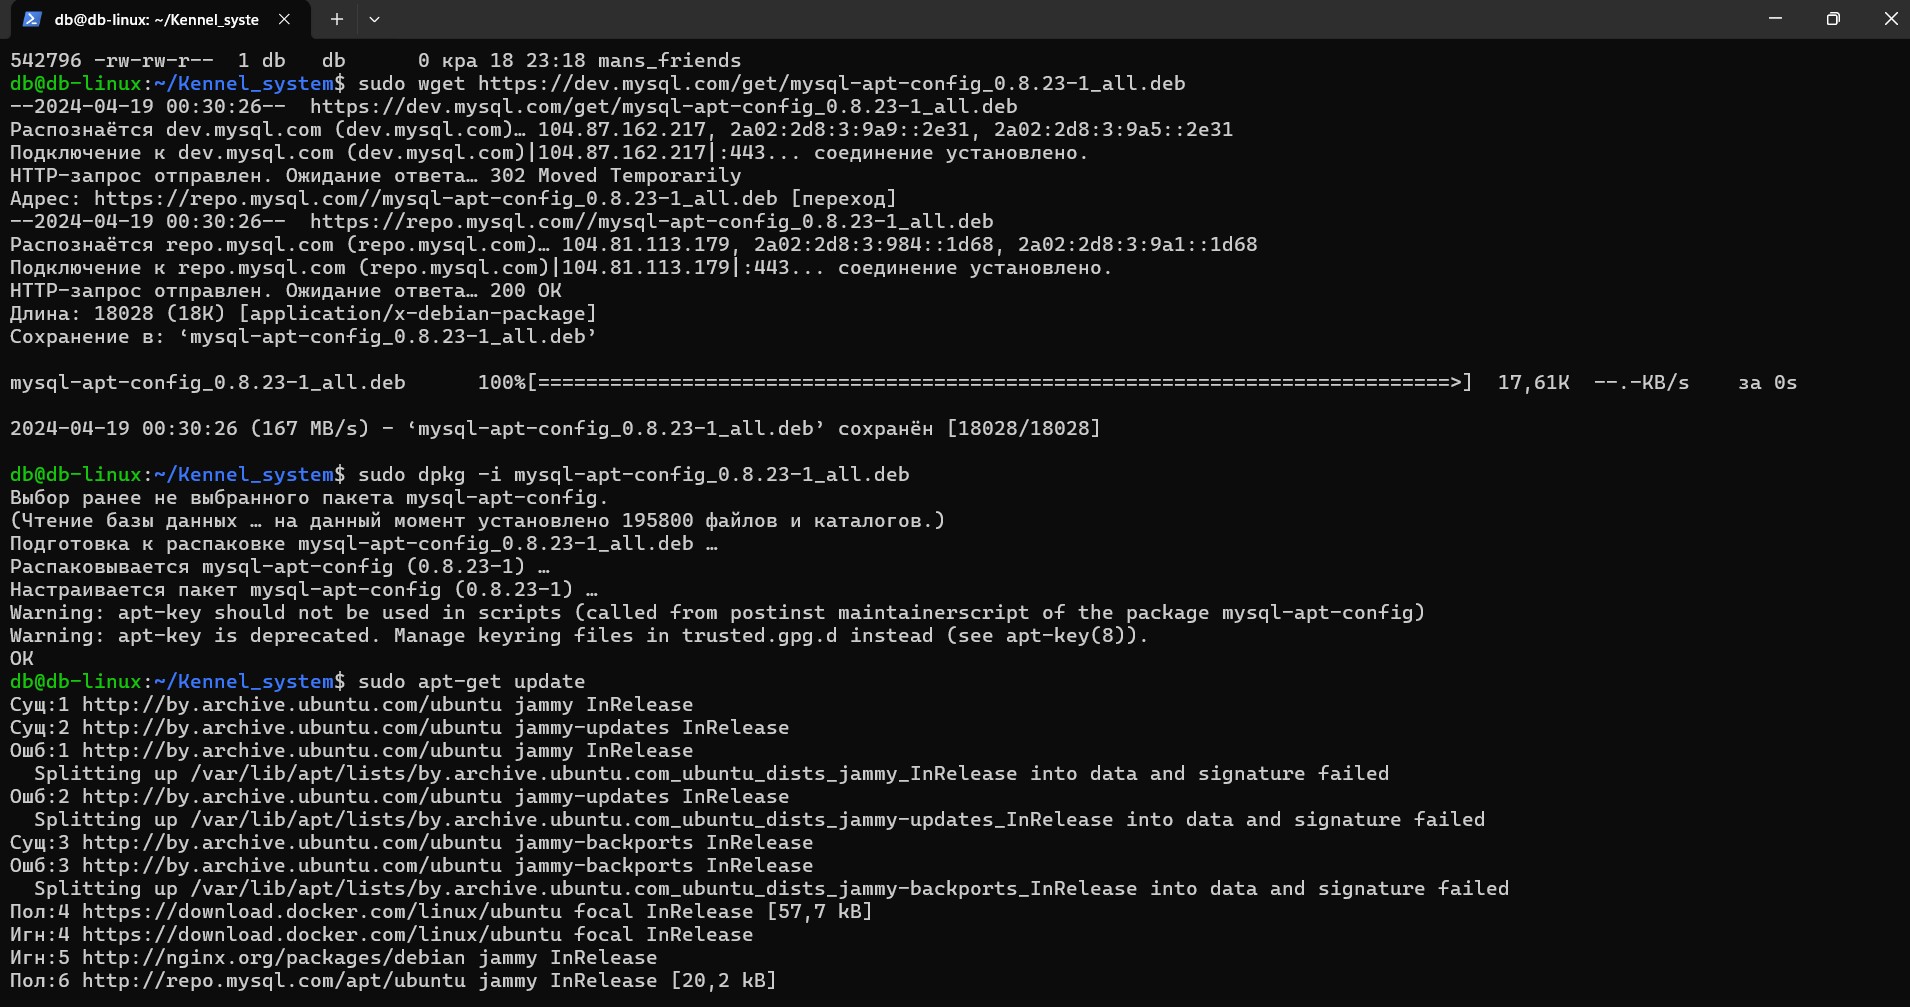 db@db-linux: ~/Kennel_syste
542796 -rw-rw-r--  1 db   db      0 кра 18 23:18 mans_friends
db@db-linux:~/Kennel_system$ sudo wget https://dev.mysql.com/get/mysql-apt-config_0.8.23-1_all.deb
--2024-04-19 00:30:26--  https://dev.mysql.com/get/mysql-apt-config_0.8.23-1_all.deb
Распознаётся dev.mysql.com (dev.mysql.com)… 104.87.162.217, 2a02:2d8:3:9a9::2e31, 2a02:2d8:3:9a5::2e31
Подключение к dev.mysql.com (dev.mysql.com)|104.87.162.217|:443... соединение установлено.
HTTP-запрос отправлен. Ожидание ответа… 302 Moved Temporarily
Адрес: https://repo.mysql.com//mysql-apt-config_0.8.23-1_all.deb [переход]
--2024-04-19 00:30:26--  https://repo.mysql.com//mysql-apt-config_0.8.23-1_all.deb
Распознаётся repo.mysql.com (repo.mysql.com)… 104.81.113.179, 2a02:2d8:3:984::1d68, 2a02:2d8:3:9a1::1d68
Подключение к repo.mysql.com (repo.mysql.com)|104.81.113.179|:443... соединение установлено.
HTTP-запрос отправлен. Ожидание ответа… 200 OK
Длина: 18028 (18K) [application/x-debian-package]
Сохранение в: ‘mysql-apt-config_0.8.23-1_all.deb’
mysql-apt-config_0.8.23-1_all.deb      100%[============================================================================>]  17,61K  --.-KB/s    за 0s
2024-04-19 00:30:26 (167 MB/s) - ‘mysql-apt-config_0.8.23-1_all.deb’ сохранён [18028/18028]
db@db-linux:~/Kennel_system$ sudo dpkg -i mysql-apt-config_0.8.23-1_all.deb
Выбор ранее не выбранного пакета mysql-apt-config.
(Чтение базы данных … на данный момент установлено 195800 файлов и каталогов.)
Подготовка к распаковке mysql-apt-config_0.8.23-1_all.deb …
Распаковывается mysql-apt-config (0.8.23-1) …
Настраивается пакет mysql-apt-config (0.8.23-1) …
Warning: apt-key should not be used in scripts (called from postinst maintainerscript of the package mysql-apt-config)
Warning: apt-key is deprecated. Manage keyring files in trusted.gpg.d instead (see apt-key(8)).
OK
db@db-linux:~/Kennel_system$ sudo apt-get update
Сущ:1 http://by.archive.ubuntu.com/ubuntu jammy InRelease
Сущ:2 http://by.archive.ubuntu.com/ubuntu jammy-updates InRelease
Ошб:1 http://by.archive.ubuntu.com/ubuntu jammy InRelease
  Splitting up /var/lib/apt/lists/by.archive.ubuntu.com_ubuntu_dists_jammy_InRelease into data and signature failed
Ошб:2 http://by.archive.ubuntu.com/ubuntu jammy-updates InRelease
  Splitting up /var/lib/apt/lists/by.archive.ubuntu.com_ubuntu_dists_jammy-updates_InRelease into data and signature failed
Сущ:3 http://by.archive.ubuntu.com/ubuntu jammy-backports InRelease
Ошб:3 http://by.archive.ubuntu.com/ubuntu jammy-backports InRelease
  Splitting up /var/lib/apt/lists/by.archive.ubuntu.com_ubuntu_dists_jammy-backports_InRelease into data and signature failed
Пол:4 https://download.docker.com/linux/ubuntu focal InRelease [57,7 kB]
Игн:4 https://download.docker.com/linux/ubuntu focal InRelease
Игн:5 http://nginx.org/packages/debian jammy InRelease
Пол:6 http://repo.mysql.com/apt/ubuntu jammy InRelease [20,2 kB]